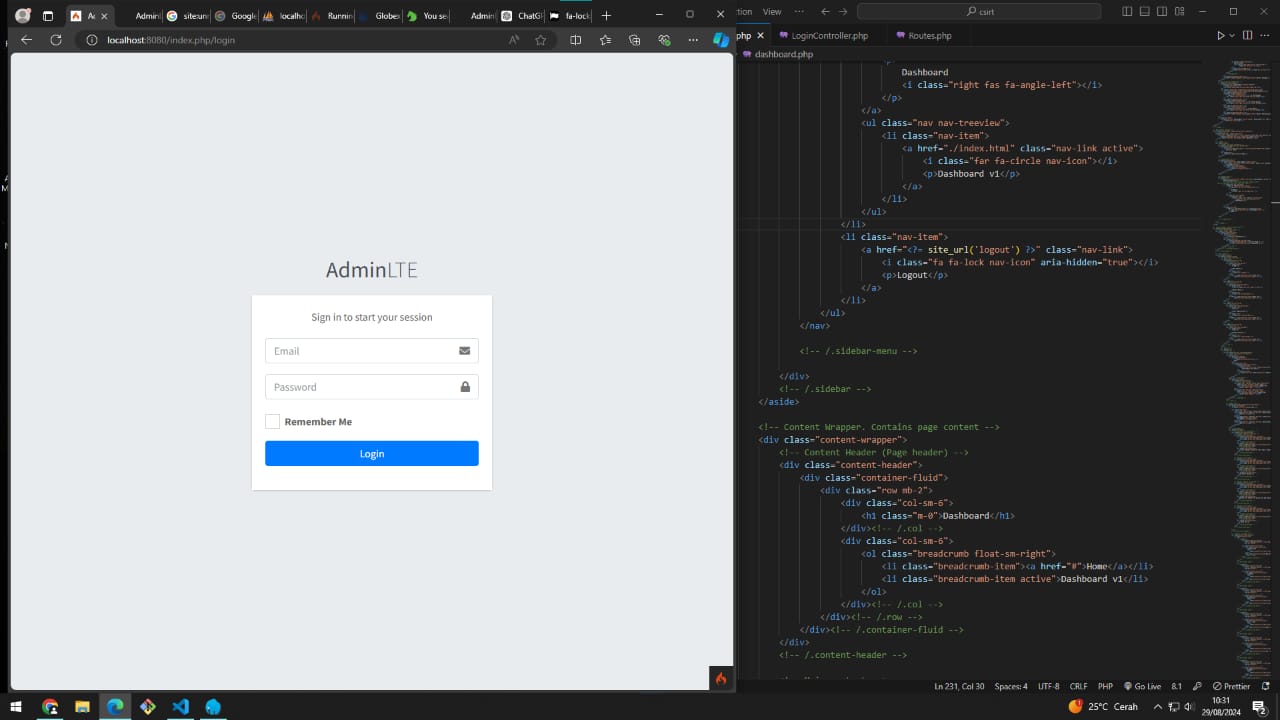 Ac
Admin
site:un
Google
localho
Runnin
Globe
You se
Admin
ChatG
fa-lock
ction View ··· csirt
localhost:8080/index.php/login
php LoginController.php Routes.php
dashboard.php
AdminLTE
Sign in to start your session
Email
Password
Remember Me
Login
Dashboard
<i class="right fas fa-angle-left"></i>
</p>
</a>
<ul class="nav nav-treeview">
<li class="nav-item">
<a href="./index.html" class="nav-link active">
<i class="far fa-circle nav-icon"></i>
<p>Dashboard v1</p>
</a>
</li>
</ul>
</li>
<li class="nav-item">
<a href="<?= site_url('logout') ?>" class="nav-link">
<i class="fa fa-lock nav-icon" aria-hidden="true"></i>
<p>Logout</p>
</a>
</li>
</ul>
</nav>
<!-- /.sidebar-menu -->
</div>
<!-- /.sidebar -->
</aside>
<!-- Content Wrapper. Contains page content -->
<div class="content-wrapper">
<!-- Content Header (Page header) -->
<div class="content-header">
<div class="container-fluid">
<div class="row mb-2">
<div class="col-sm-6">
<h1 class="m-0">Dashboard</h1>
</div><!-- /.col -->
<div class="col-sm-6">
<ol class="breadcrumb float-sm-right">
<li class="breadcrumb-item"><a href="#">Home</a></li>
<li class="breadcrumb-item active">Dashboard v1</li>
</ol>
</div><!-- /.col -->
</div><!-- /.row -->
</div><!-- /.container-fluid -->
</div>
<!-- /.content-header -->
Ln 231, Col 30 Spaces: 4 UTF-8 CRLF PHP Go Live 8.1 Prettier
25°C Cerah 10:31
29/08/2024 2